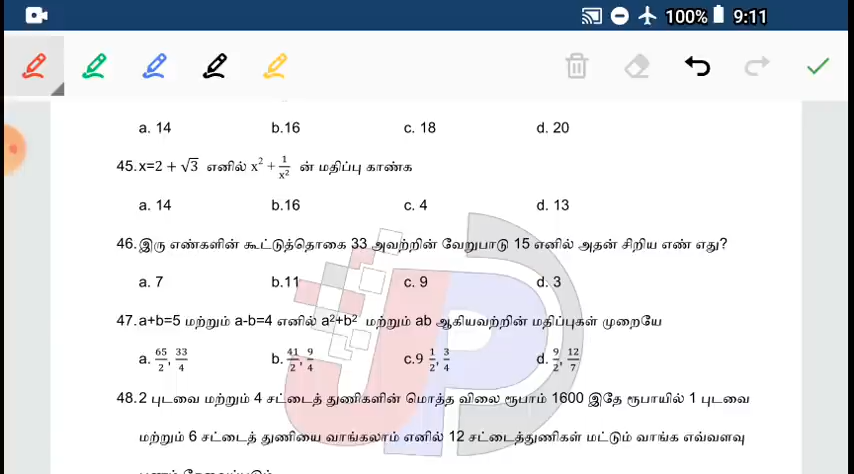 100% 9:11
a. 14 b.16 c. 18 d. 20
45.x=2 + √3 எனில் x² + 1/x² ன் மதிப்பு காண்க
a. 14 b.16 c. 4 d. 13
46.இரு எண்களின் கூட்டுத்தொகை 33 அவற்றின் வேறுபாடு 15 எனில் அதன் சிறிய எண் எது?
a. 7 b.11 c. 9 d. 3
47.a+b=5 மற்றும் a-b=4 எனில் a²+b² மற்றும் ab ஆகியவற்றின் மதிப்புகள் முறையே
a. 65/2, 33/4 b. 41/2, 9/4 c.9 1/2, 3/4 d. 9/2, 12/7
48.2 புடவை மற்றும் 4 சட்டைத் துணிகளின் மொத்த விலை ரூபாம் 1600 இதே ரூபாயில் 1 புடவை
மற்றும் 6 சட்டைத் துணியை வாங்கலாம் எனில் 12 சட்டைத்துணிகள் மட்டும் வாங்க எவ்வளவு